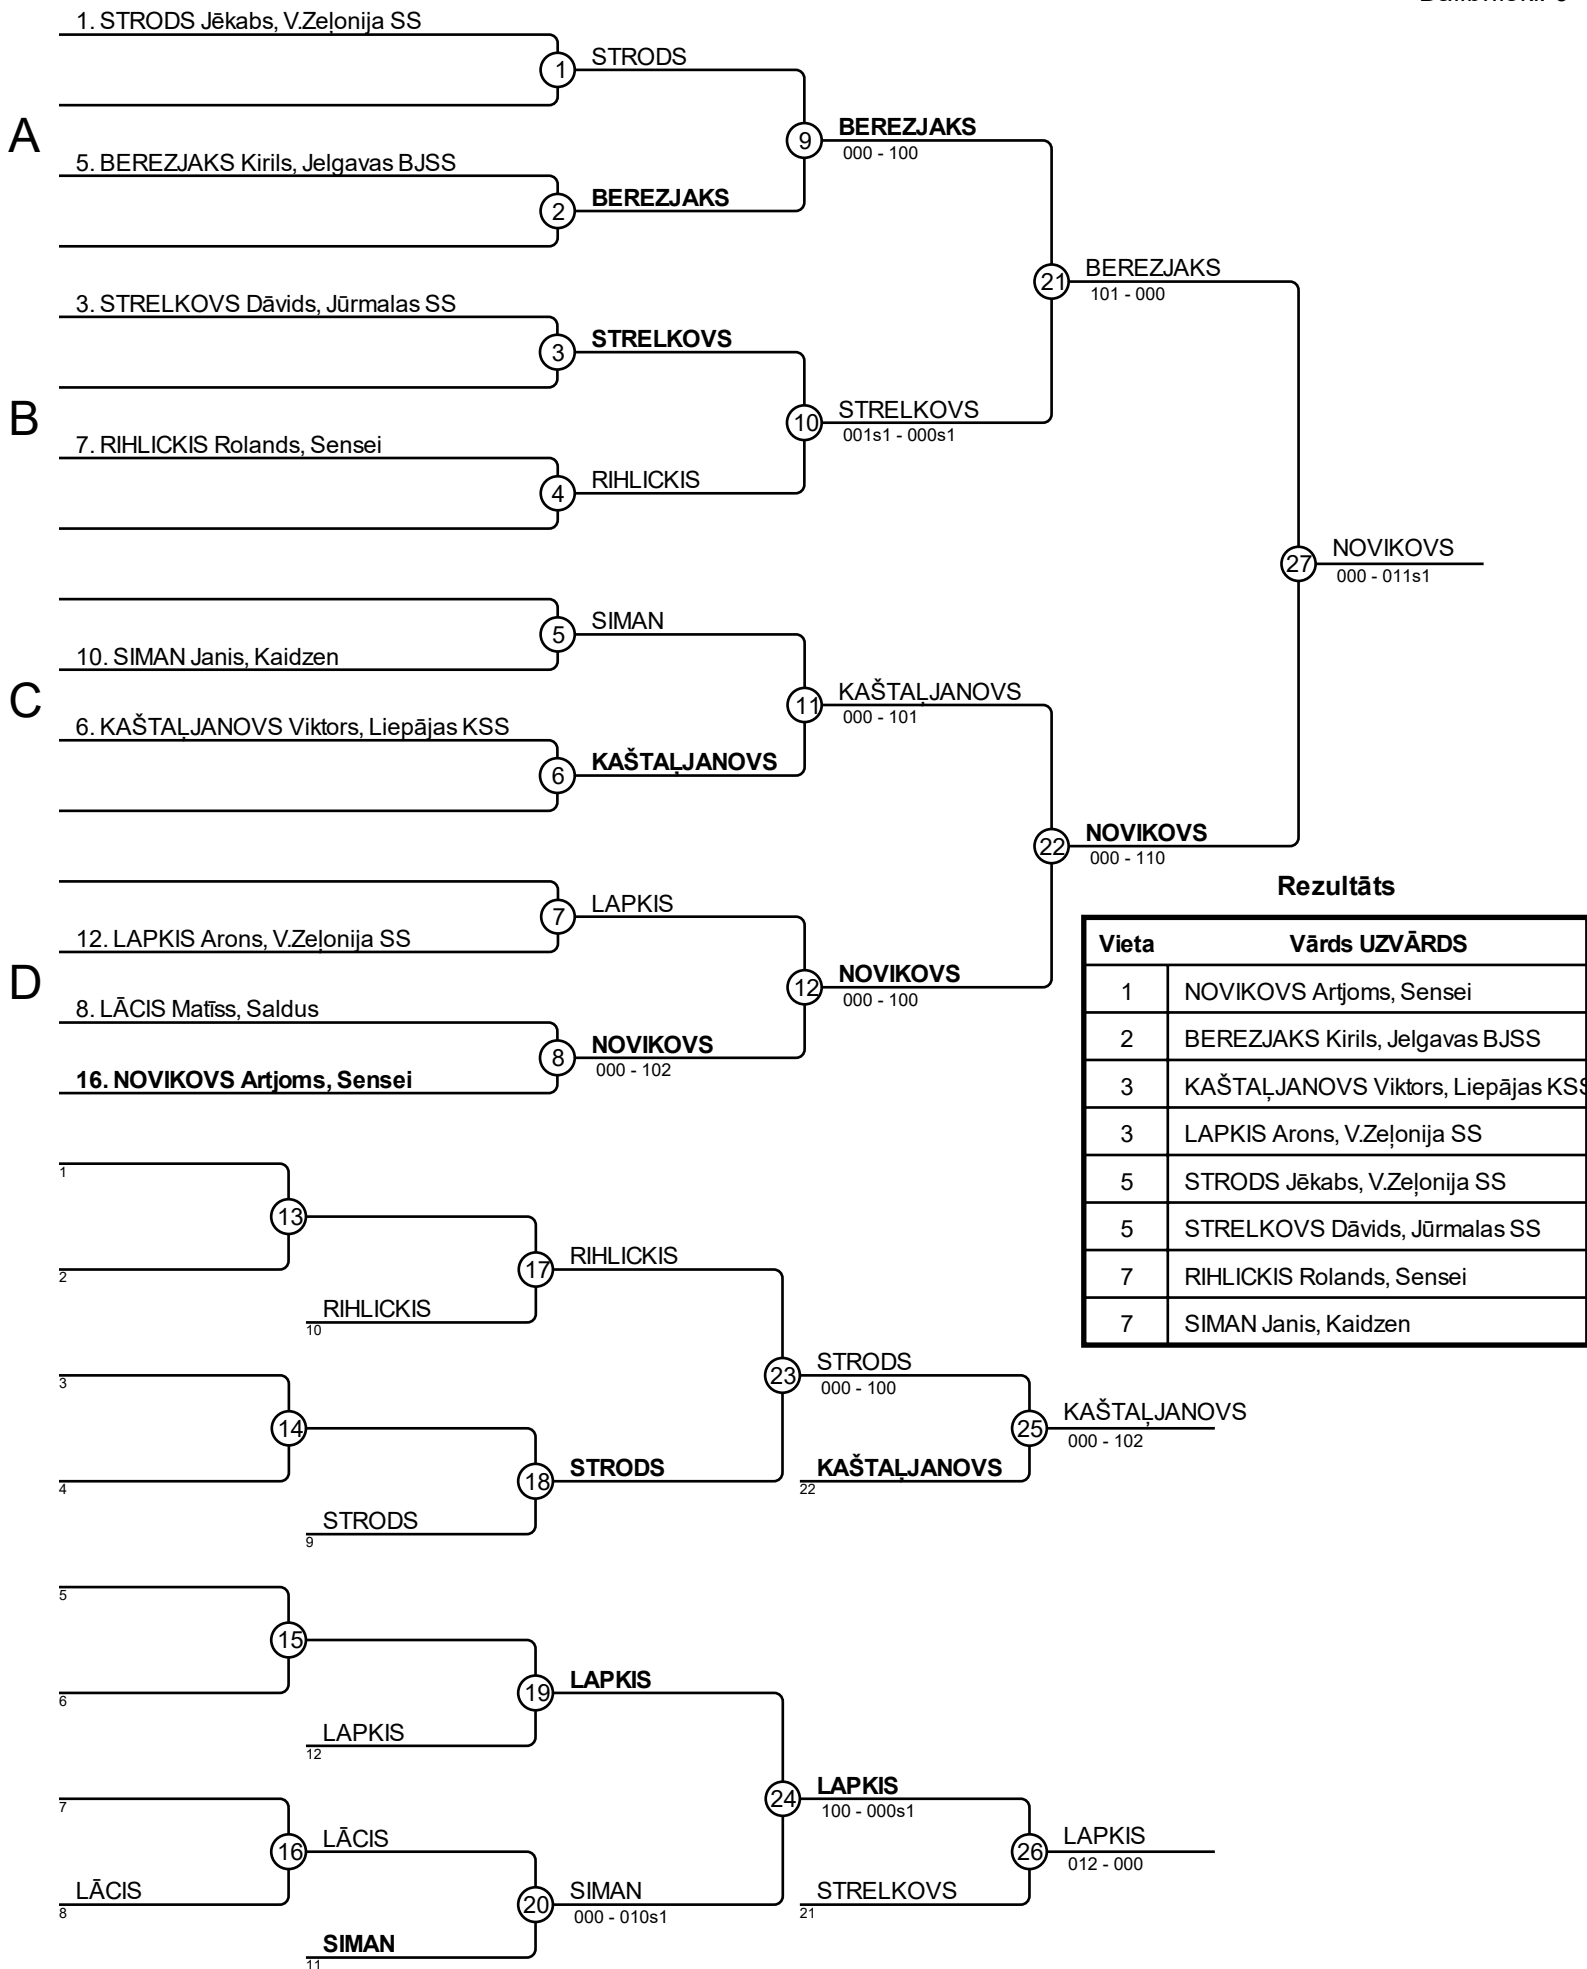 1. STRODS Jēkabs, V.Zeļonija SS
1
STRODS
A
9
BEREZJAKS
000 - 100
5. BEREZJAKS Kirils, Jelgavas BJSS
2
BEREZJAKS
21
BEREZJAKS
101 - 000
3. STRELKOVS Dāvids, Jūrmalas SS
3
STRELKOVS
B
10
STRELKOVS
001s1 - 000s1
7. RIHLICKIS Rolands, Sensei
4
RIHLICKIS
27
NOVIKOVS
000 - 011s1
5
SIMAN
10. SIMAN Janis, Kaidzen
C
11
KAŠTAĻJANOVS
000 - 101
6. KAŠTAĻJANOVS Viktors, Liepājas KSS
6
KAŠTAĻJANOVS
22
NOVIKOVS
000 - 110
7
LAPKIS
12. LAPKIS Arons, V.Zeļonija SS
D
12
NOVIKOVS
000 - 100
8. LĀCIS Matīss, Saldus
8
NOVIKOVS
000 - 102
16. NOVIKOVS Artjoms, Sensei
Rezultāts
Vieta Vārds UZVĀRDS
1 NOVIKOVS Artjoms, Sensei
2 BEREZJAKS Kirils, Jelgavas BJSS
3 KAŠTAĻJANOVS Viktors, Liepājas KSS
3 LAPKIS Arons, V.Zeļonija SS
5 STRODS Jēkabs, V.Zeļonija SS
5 STRELKOVS Dāvids, Jūrmalas SS
7 RIHLICKIS Rolands, Sensei
7 SIMAN Janis, Kaidzen
1
13
2
17
RIHLICKIS
RIHLICKIS
10
23
STRODS
000 - 100
3
14
4
18
STRODS
STRODS
9
25
KAŠTAĻJANOVS
000 - 102
KAŠTAĻJANOVS
22
5
15
6
19
LAPKIS
LAPKIS
12
24
LAPKIS
100 - 000s1
7
16
LĀCIS
LĀCIS
8
20
SIMAN
000 - 010s1
SIMAN
11
26
LAPKIS
012 - 000
STRELKOVS
21